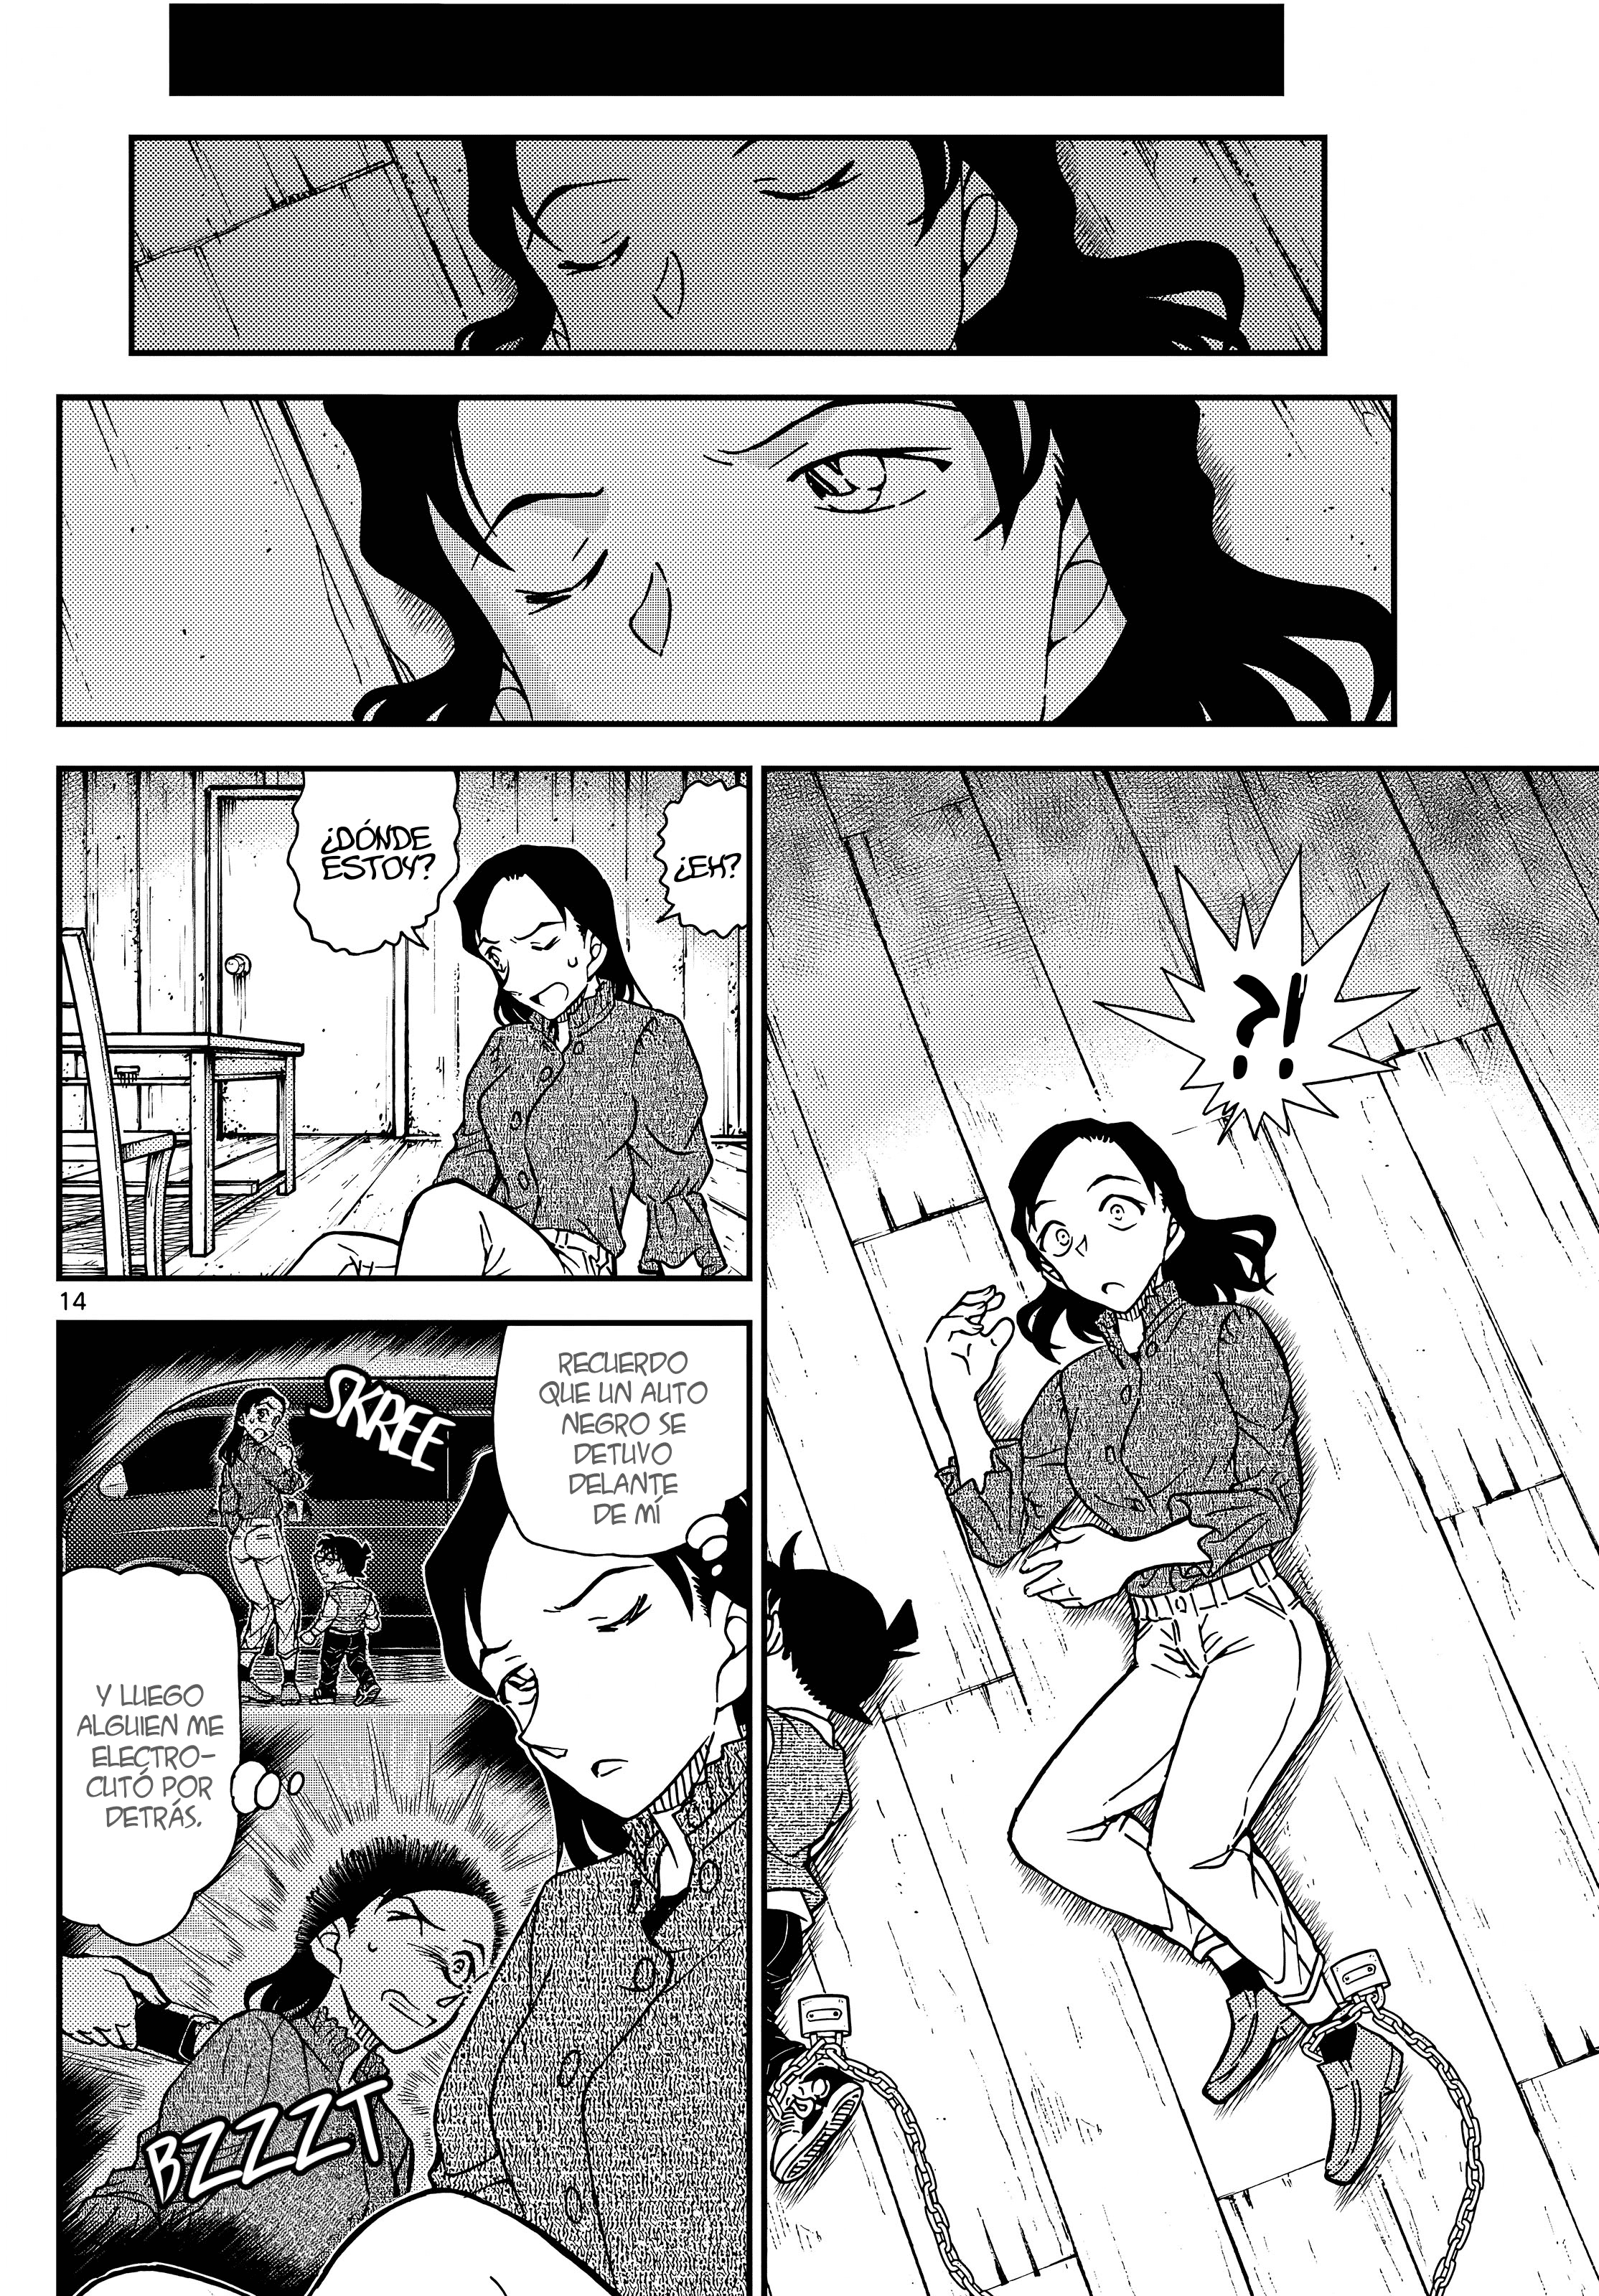 ?!
¿EH?
¿DÓNDE
ESTOY?
14
RECUERDO
QUE UN AUTO
NEGRO SE
DETUVO
DELANTE
DE MÍ
SKREE
Y LUEGO
ALGUIEN ME
ELECTRO-
CUTÓ POR
DETRÁS.
BZZZT